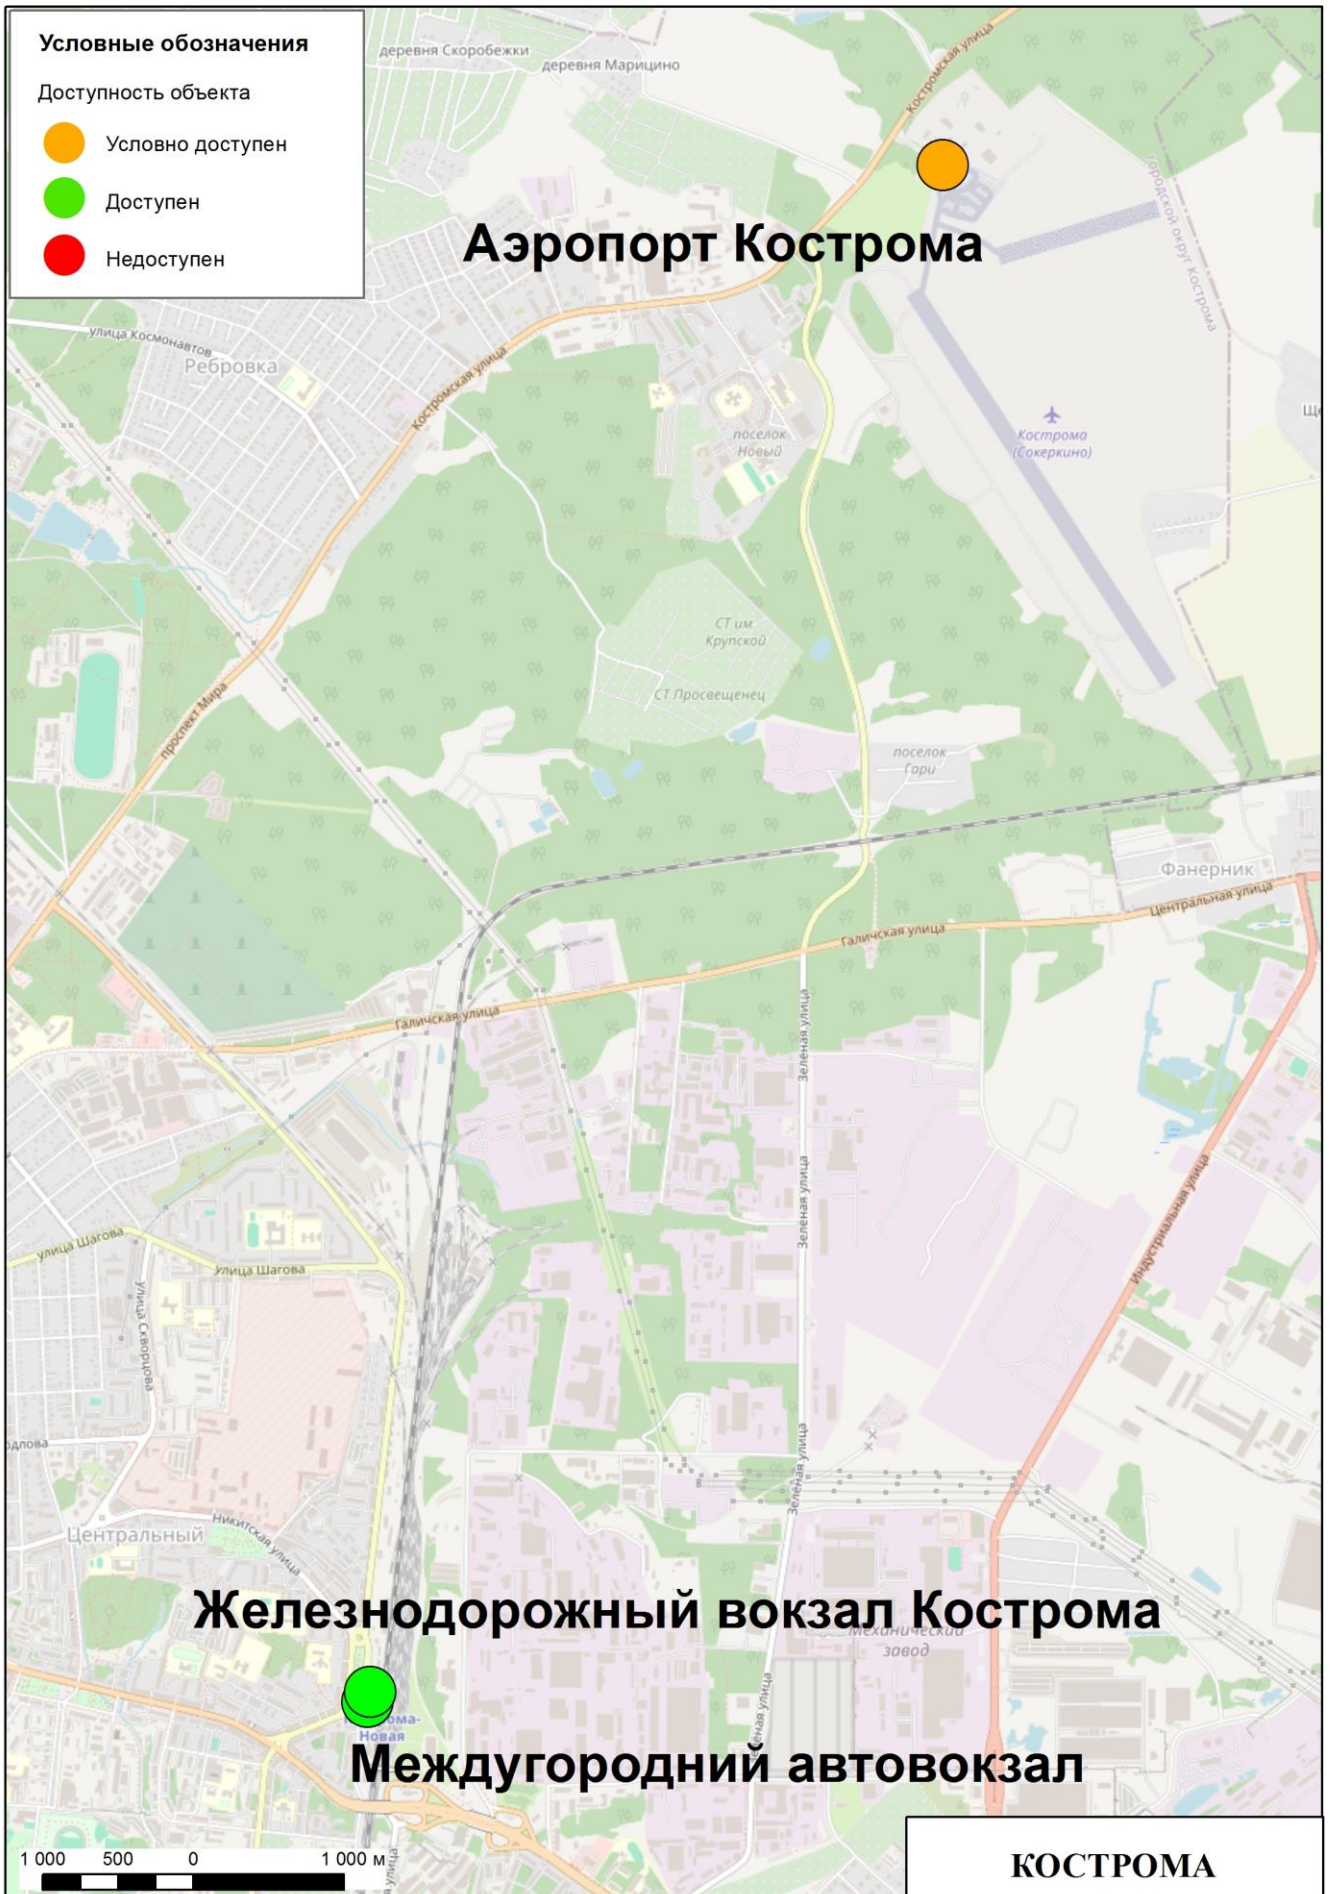 Условные обозначения
Доступность объекта
Условно доступен
Доступен
Недоступен
деревня Скоробежки
деревня Марицино
Костромская улица
городской округ Кострома
Аэропорт Кострома
улица Космонавтов
Ребровка
Костромская улица
поселок
Новый
Кострома
(Сокеркино)
СТ им.
Крупской
СТ Просвещенец
проспект Мира
поселок
Гари
Фанерник
Центральная улица
Галичская улица
Галичская улица
Зелёная улица
Зелёная улица
Индустриальная улица
улица Шагова
улица Шагова
улица Скворцова
Зелёная улица
Центральный
Никитская улица
Железнодорожный вокзал Кострома
Механический
завод
Новая
Зелёная улица
Междугородний автовокзал
1 000 500 0 1 000 м
КОСТРОМА